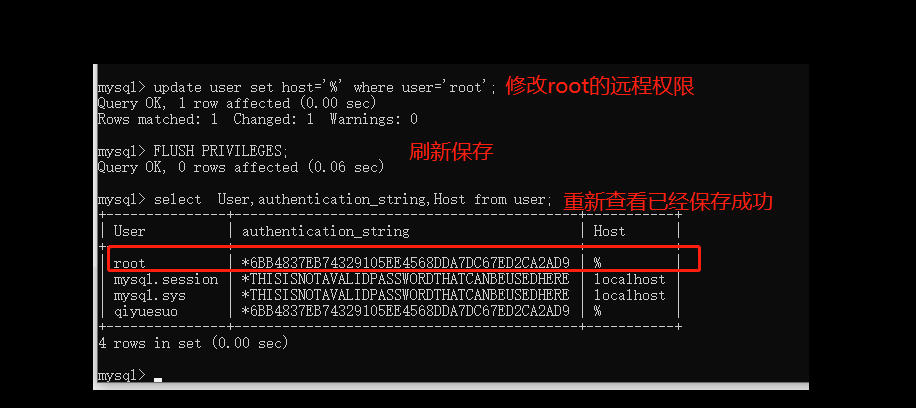 mysql> update user set host='%' where user='root'; 修改root的远程权限
Query OK, 1 row affected (0.00 sec)
Rows matched: 1  Changed: 1  Warnings: 0
mysql> FLUSH PRIVILEGES; 刷新保存
Query OK, 0 rows affected (0.06 sec)
mysql> select  User,authentication_string,Host from user; 重新查看已经保存成功
+---------------+-------------------------------------------+-----------+
| User          | authentication_string                     | Host      |
+---------------+-------------------------------------------+-----------+
| root          | *6BB4837EB74329105EE4568DDA7DC67ED2CA2AD9 | %         |
| mysql.session | *THISISNOTAVALIDPASSWORDTHATCANBEUSEDHERE | localhost |
| mysql.sys     | *THISISNOTAVALIDPASSWORDTHATCANBEUSEDHERE | localhost |
| qiyuesuo      | *6BB4837EB74329105EE4568DDA7DC67ED2CA2AD9 | %         |
+---------------+-------------------------------------------+-----------+
4 rows in set (0.00 sec)
mysql>